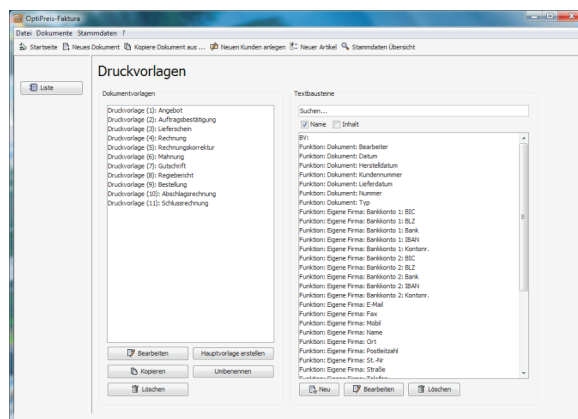 OptiPreis-Faktura
Datei Dokumente Stammdaten ?
Startseite Neues Dokument Kopiere Dokument aus ... Neuen Kunden anlegen Neuer Artikel Stammdaten Übersicht
Liste
Druckvorlagen
Dokumentvorlagen
Druckvorlage (1): Angebot
Druckvorlage (2): Auftragsbestätigung
Druckvorlage (3): Lieferschein
Druckvorlage (4): Rechnung
Druckvorlage (5): Rechnungskorrektur
Druckvorlage (6): Mahnung
Druckvorlage (7): Gutschrift
Druckvorlage (8): Regiebericht
Druckvorlage (9): Bestellung
Druckvorlage (10): Abschlagsrechnung
Druckvorlage (11): Schlussrechnung
Bearbeiten Hauptvorlage erstellen
Kopieren Umbenennen
Löschen
Textbausteine
Suchen...
Name Inhalt
BV:
Funktion: Dokument: Bearbeiter
Funktion: Dokument: Datum
Funktion: Dokument: Herstelldatum
Funktion: Dokument: Kundennummer
Funktion: Dokument: Lieferdatum
Funktion: Dokument: Nummer
Funktion: Dokument: Typ
Funktion: Eigene Firma: Bankkonto 1: BIC
Funktion: Eigene Firma: Bankkonto 1: BLZ
Funktion: Eigene Firma: Bankkonto 1: Bank
Funktion: Eigene Firma: Bankkonto 1: IBAN
Funktion: Eigene Firma: Bankkonto 1: Kontonr.
Funktion: Eigene Firma: Bankkonto 2: BIC
Funktion: Eigene Firma: Bankkonto 2: BLZ
Funktion: Eigene Firma: Bankkonto 2: Bank
Funktion: Eigene Firma: Bankkonto 2: IBAN
Funktion: Eigene Firma: Bankkonto 2: Kontonr.
Funktion: Eigene Firma: E-Mail
Funktion: Eigene Firma: Fax
Funktion: Eigene Firma: Mobil
Funktion: Eigene Firma: Name
Funktion: Eigene Firma: Ort
Funktion: Eigene Firma: Postleitzahl
Funktion: Eigene Firma: St.-Nr
Funktion: Eigene Firma: Straße
Funktion: Eigene Firma: Telefon
Neu Bearbeiten Löschen